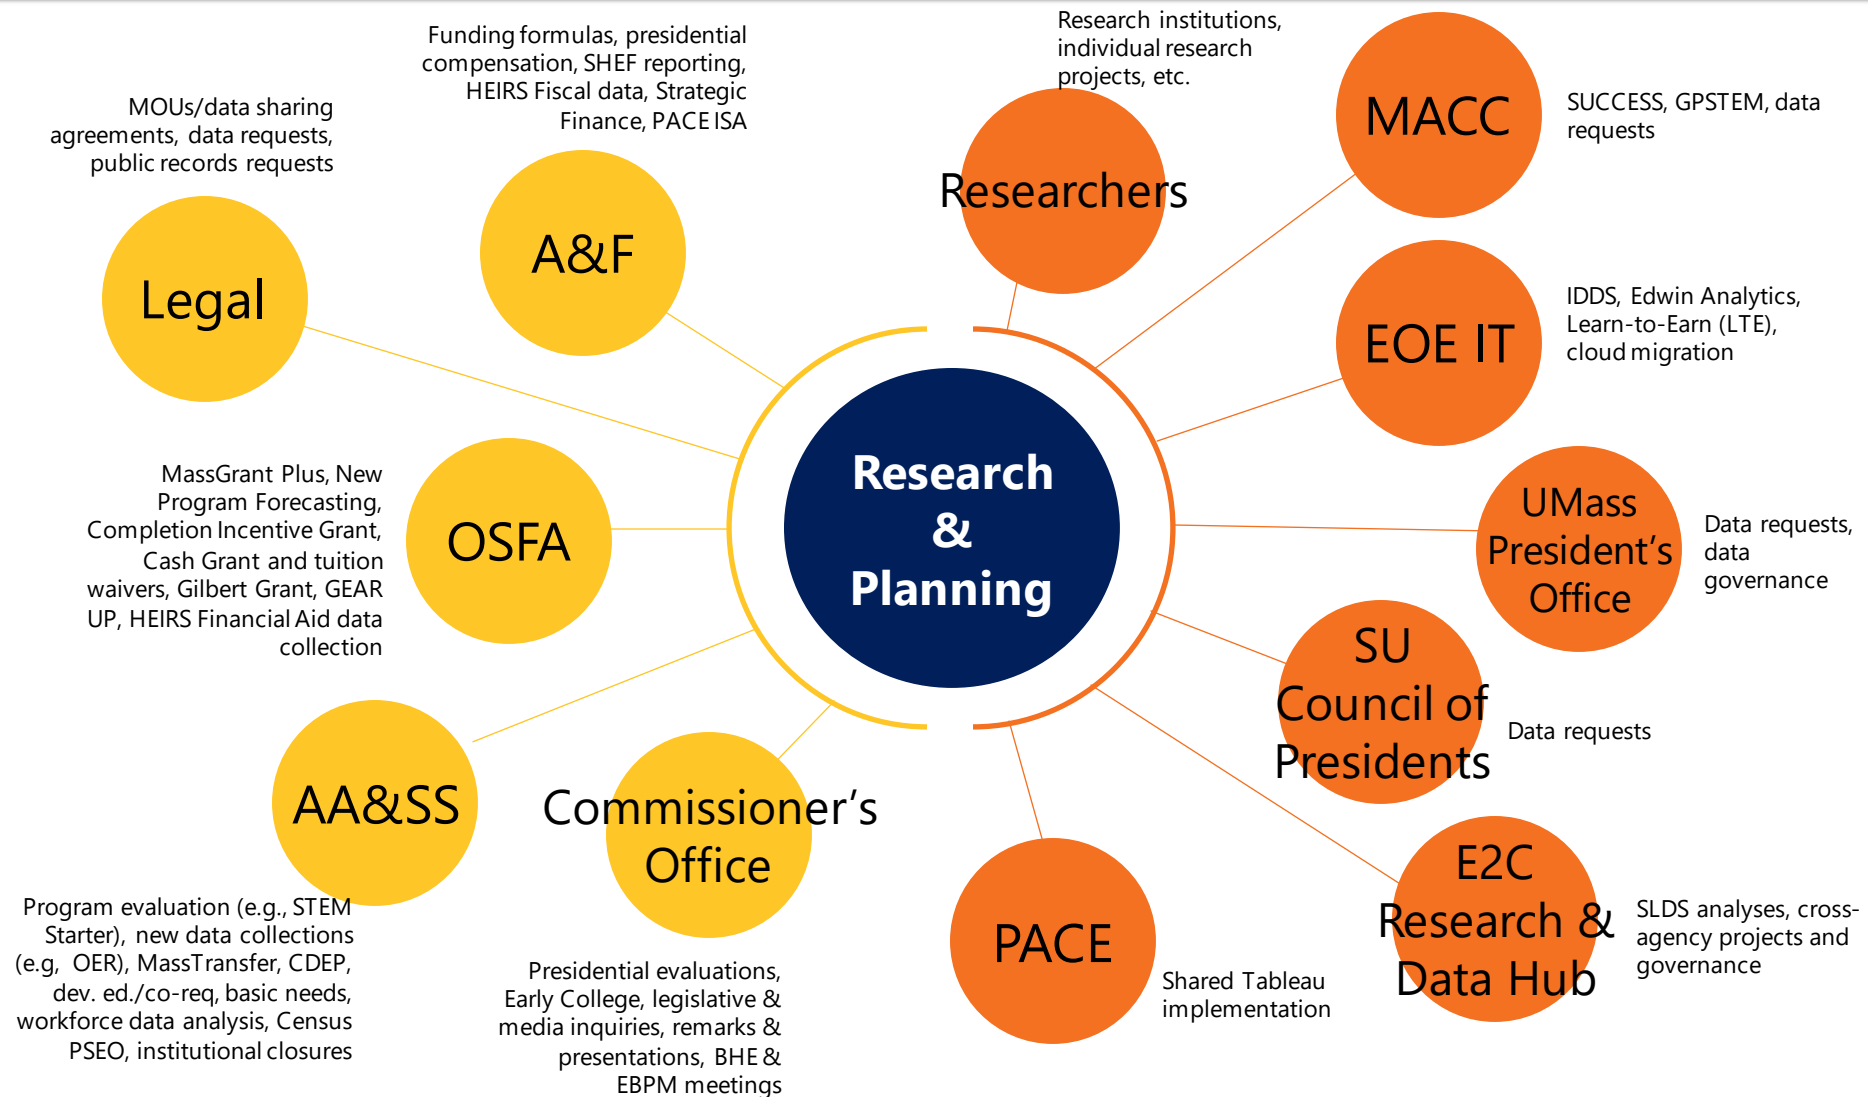 Funding formulas, presidential
compensation, SHEF reporting,
HEIRS Fiscal data, Strategic
Finance, PACE ISA
A&F
MOUs/data sharing
agreements, data requests,
public records requests
Legal
MassGrant Plus, New
Program Forecasting,
Completion Incentive Grant,
Cash Grant and tuition
waivers, Gilbert Grant, GEAR
UP, HEIRS Financial Aid data
collection
OSFA
AA&SS
Program evaluation (e.g., STEM
Starter), new data collections
(e.g, OER), MassTransfer, CDEP,
dev. ed./co-req, basic needs,
workforce data analysis, Census
PSEO, institutional closures
Commissioner’s
Office
Presidential evaluations,
Early College, legislative &
media inquiries, remarks &
presentations, BHE &
EBPM meetings
Research
&
Planning
Research institutions,
individual research
projects, etc.
Researchers
MACC
SUCCESS, GPSTEM, data
requests
EOE IT
IDDS, Edwin Analytics,
Learn-to-Earn (LTE),
cloud migration
UMass
President’s
Office
Data requests,
data
governance
SU
Council of
Presidents
Data requests
E2C
Research &
Data Hub
SLDS analyses, cross-
agency projects and
governance
PACE
Shared Tableau
implementation